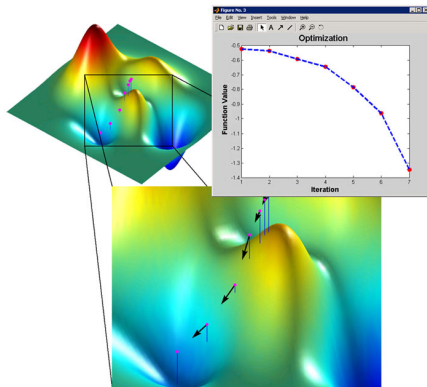 Figure No. 3
File Edit View Insert Tools Window Help
Optimization
-0.5
-0.6
-0.7
-0.8
-0.9
-1
-1.1
-1.2
-1.3
-1.4
Function Value
1 2 3 4 5 6 7
Iteration